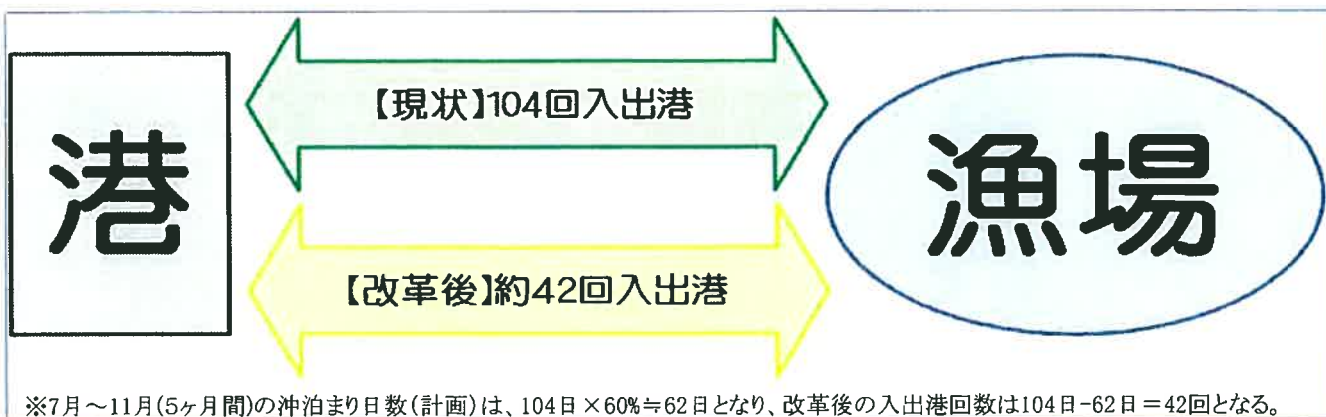 港
【現状】104回入出港
【改革後】約42回入出港
漁場
※7月～11月(5ヶ月間)の沖泊まり日数(計画)は、104日×60%≒62日となり、改革後の入出港回数は104日-62日＝42回となる。